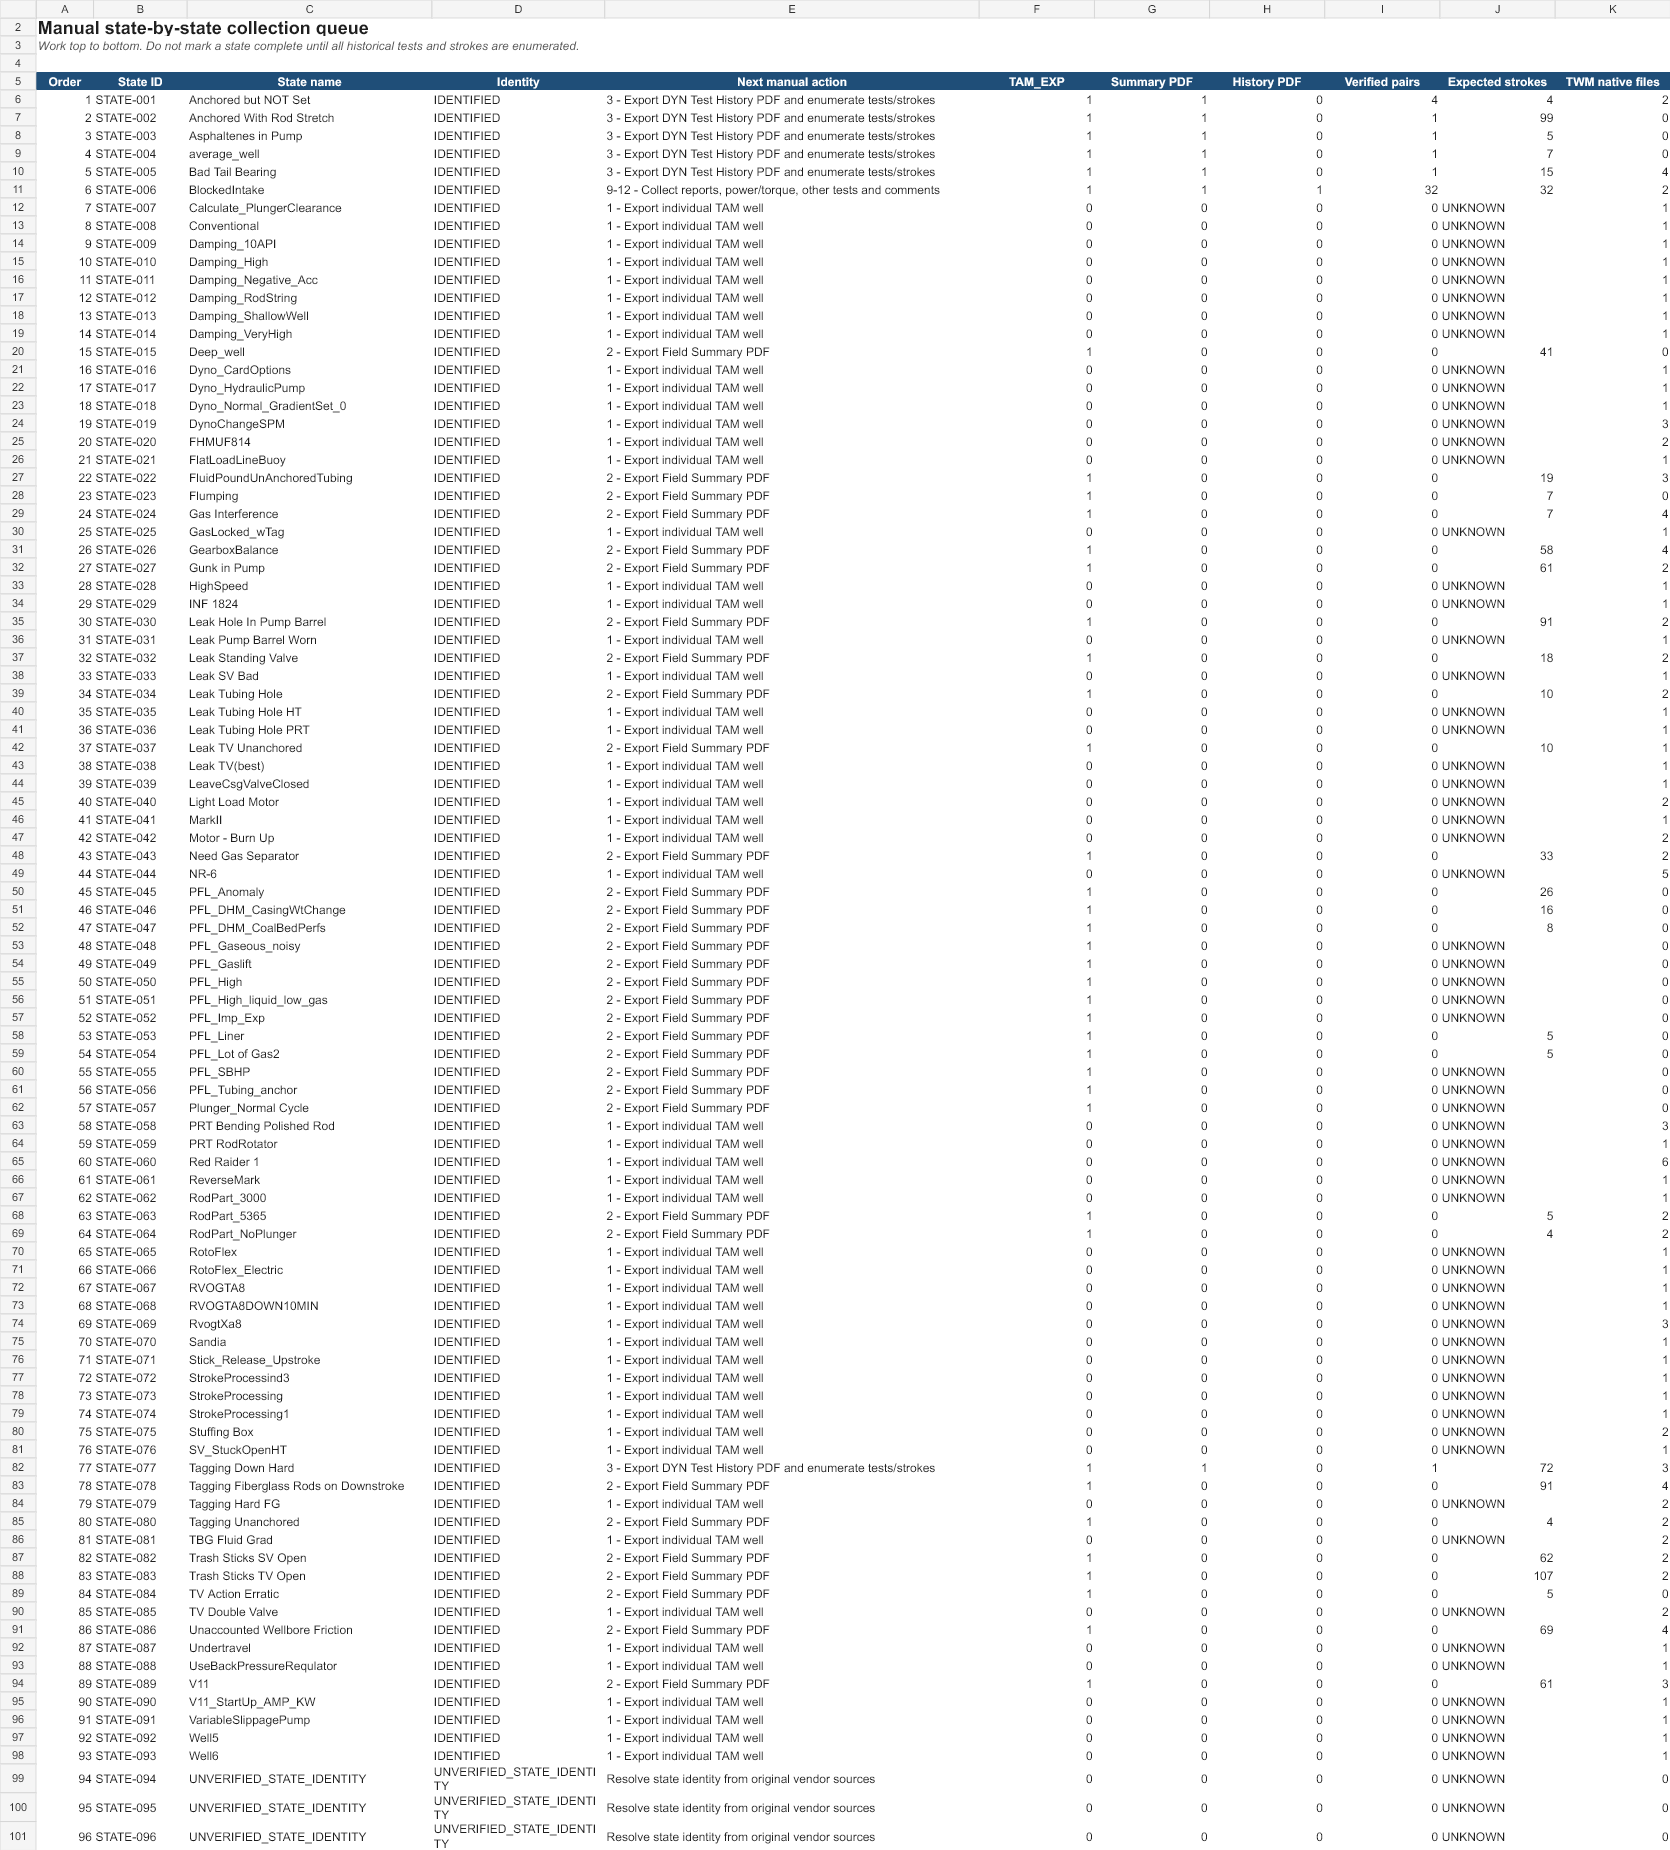 A B C D E F G H I J K
2 Manual state-by-state collection queue
3 Work top to bottom. Do not mark a state complete until all historical tests and strokes are enumerated.
4
5 Order State ID State name Identity Next manual action TAM_EXP Summary PDF History PDF Verified pairs Expected strokes TWM native files
6 1 STATE-001 Anchored but NOT Set IDENTIFIED 3 - Export DYN Test History PDF and enumerate tests/strokes 1 1 0 4 4 2
7 2 STATE-002 Anchored With Rod Stretch IDENTIFIED 3 - Export DYN Test History PDF and enumerate tests/strokes 1 1 0 1 99 0
8 3 STATE-003 Asphaltenes in Pump IDENTIFIED 3 - Export DYN Test History PDF and enumerate tests/strokes 1 1 0 1 5 0
9 4 STATE-004 average_well IDENTIFIED 3 - Export DYN Test History PDF and enumerate tests/strokes 1 1 0 1 7 0
10 5 STATE-005 Bad Tail Bearing IDENTIFIED 3 - Export DYN Test History PDF and enumerate tests/strokes 1 1 0 1 15 4
11 6 STATE-006 BlockedIntake IDENTIFIED 9-12 - Collect reports, power/torque, other tests and comments 1 1 1 32 32 2
12 7 STATE-007 Calculate_PlungerClearance IDENTIFIED 1 - Export individual TAM well 0 0 0 0 UNKNOWN 1
13 8 STATE-008 Conventional IDENTIFIED 1 - Export individual TAM well 0 0 0 0 UNKNOWN 1
14 9 STATE-009 Damping_10API IDENTIFIED 1 - Export individual TAM well 0 0 0 0 UNKNOWN 1
15 10 STATE-010 Damping_High IDENTIFIED 1 - Export individual TAM well 0 0 0 0 UNKNOWN 1
16 11 STATE-011 Damping_Negative_Acc IDENTIFIED 1 - Export individual TAM well 0 0 0 0 UNKNOWN 1
17 12 STATE-012 Damping_RodString IDENTIFIED 1 - Export individual TAM well 0 0 0 0 UNKNOWN 1
18 13 STATE-013 Damping_ShallowWell IDENTIFIED 1 - Export individual TAM well 0 0 0 0 UNKNOWN 1
19 14 STATE-014 Damping_VeryHigh IDENTIFIED 1 - Export individual TAM well 0 0 0 0 UNKNOWN 1
20 15 STATE-015 Deep_well IDENTIFIED 2 - Export Field Summary PDF 1 0 0 0 41 0
21 16 STATE-016 Dyno_CardOptions IDENTIFIED 1 - Export individual TAM well 0 0 0 0 UNKNOWN 1
22 17 STATE-017 Dyno_HydraulicPump IDENTIFIED 1 - Export individual TAM well 0 0 0 0 UNKNOWN 1
23 18 STATE-018 Dyno_Normal_GradientSet_0 IDENTIFIED 1 - Export individual TAM well 0 0 0 0 UNKNOWN 1
24 19 STATE-019 DynoChangeSPM IDENTIFIED 1 - Export individual TAM well 0 0 0 0 UNKNOWN 3
25 20 STATE-020 FHMUF814 IDENTIFIED 1 - Export individual TAM well 0 0 0 0 UNKNOWN 2
26 21 STATE-021 FlatLoadLineBuoy IDENTIFIED 1 - Export individual TAM well 0 0 0 0 UNKNOWN 1
27 22 STATE-022 FluidPoundUnAnchoredTubing IDENTIFIED 2 - Export Field Summary PDF 1 0 0 0 19 3
28 23 STATE-023 Flumping IDENTIFIED 2 - Export Field Summary PDF 1 0 0 0 7 0
29 24 STATE-024 Gas Interference IDENTIFIED 2 - Export Field Summary PDF 1 0 0 0 7 4
30 25 STATE-025 GasLocked_wTag IDENTIFIED 1 - Export individual TAM well 0 0 0 0 UNKNOWN 1
31 26 STATE-026 GearboxBalance IDENTIFIED 2 - Export Field Summary PDF 1 0 0 0 58 4
32 27 STATE-027 Gunk in Pump IDENTIFIED 2 - Export Field Summary PDF 1 0 0 0 61 2
33 28 STATE-028 HighSpeed IDENTIFIED 1 - Export individual TAM well 0 0 0 0 UNKNOWN 1
34 29 STATE-029 INF 1824 IDENTIFIED 1 - Export individual TAM well 0 0 0 0 UNKNOWN 1
35 30 STATE-030 Leak Hole In Pump Barrel IDENTIFIED 2 - Export Field Summary PDF 1 0 0 0 91 2
36 31 STATE-031 Leak Pump Barrel Worn IDENTIFIED 1 - Export individual TAM well 0 0 0 0 UNKNOWN 1
37 32 STATE-032 Leak Standing Valve IDENTIFIED 2 - Export Field Summary PDF 1 0 0 0 18 2
38 33 STATE-033 Leak SV Bad IDENTIFIED 1 - Export individual TAM well 0 0 0 0 UNKNOWN 1
39 34 STATE-034 Leak Tubing Hole IDENTIFIED 2 - Export Field Summary PDF 1 0 0 0 10 2
40 35 STATE-035 Leak Tubing Hole HT IDENTIFIED 1 - Export individual TAM well 0 0 0 0 UNKNOWN 1
41 36 STATE-036 Leak Tubing Hole PRT IDENTIFIED 1 - Export individual TAM well 0 0 0 0 UNKNOWN 1
42 37 STATE-037 Leak TV Unanchored IDENTIFIED 2 - Export Field Summary PDF 1 0 0 0 10 1
43 38 STATE-038 Leak TV(best) IDENTIFIED 1 - Export individual TAM well 0 0 0 0 UNKNOWN 1
44 39 STATE-039 LeaveCsgValveClosed IDENTIFIED 1 - Export individual TAM well 0 0 0 0 UNKNOWN 1
45 40 STATE-040 Light Load Motor IDENTIFIED 1 - Export individual TAM well 0 0 0 0 UNKNOWN 2
46 41 STATE-041 MarkII IDENTIFIED 1 - Export individual TAM well 0 0 0 0 UNKNOWN 1
47 42 STATE-042 Motor - Burn Up IDENTIFIED 1 - Export individual TAM well 0 0 0 0 UNKNOWN 2
48 43 STATE-043 Need Gas Separator IDENTIFIED 2 - Export Field Summary PDF 1 0 0 0 33 2
49 44 STATE-044 NR-6 IDENTIFIED 1 - Export individual TAM well 0 0 0 0 UNKNOWN 5
50 45 STATE-045 PFL_Anomaly IDENTIFIED 2 - Export Field Summary PDF 1 0 0 0 26 0
51 46 STATE-046 PFL_DHM_CasingWtChange IDENTIFIED 2 - Export Field Summary PDF 1 0 0 0 16 0
52 47 STATE-047 PFL_DHM_CoalBedPerfs IDENTIFIED 2 - Export Field Summary PDF 1 0 0 0 8 0
53 48 STATE-048 PFL_Gaseous_noisy IDENTIFIED 2 - Export Field Summary PDF 1 0 0 0 UNKNOWN 0
54 49 STATE-049 PFL_Gaslift IDENTIFIED 2 - Export Field Summary PDF 1 0 0 0 UNKNOWN 0
55 50 STATE-050 PFL_High IDENTIFIED 2 - Export Field Summary PDF 1 0 0 0 UNKNOWN 0
56 51 STATE-051 PFL_High_liquid_low_gas IDENTIFIED 2 - Export Field Summary PDF 1 0 0 0 UNKNOWN 0
57 52 STATE-052 PFL_Imp_Exp IDENTIFIED 2 - Export Field Summary PDF 1 0 0 0 UNKNOWN 0
58 53 STATE-053 PFL_Liner IDENTIFIED 2 - Export Field Summary PDF 1 0 0 0 5 0
59 54 STATE-054 PFL_Lot of Gas2 IDENTIFIED 2 - Export Field Summary PDF 1 0 0 0 5 0
60 55 STATE-055 PFL_SBHP IDENTIFIED 2 - Export Field Summary PDF 1 0 0 0 UNKNOWN 0
61 56 STATE-056 PFL_Tubing_anchor IDENTIFIED 2 - Export Field Summary PDF 1 0 0 0 UNKNOWN 0
62 57 STATE-057 Plunger_Normal Cycle IDENTIFIED 2 - Export Field Summary PDF 1 0 0 0 UNKNOWN 0
63 58 STATE-058 PRT Bending Polished Rod IDENTIFIED 1 - Export individual TAM well 0 0 0 0 UNKNOWN 3
64 59 STATE-059 PRT RodRotator IDENTIFIED 1 - Export individual TAM well 0 0 0 0 UNKNOWN 1
65 60 STATE-060 Red Raider 1 IDENTIFIED 1 - Export individual TAM well 0 0 0 0 UNKNOWN 6
66 61 STATE-061 ReverseMark IDENTIFIED 1 - Export individual TAM well 0 0 0 0 UNKNOWN 1
67 62 STATE-062 RodPart_3000 IDENTIFIED 1 - Export individual TAM well 0 0 0 0 UNKNOWN 1
68 63 STATE-063 RodPart_5365 IDENTIFIED 2 - Export Field Summary PDF 1 0 0 0 5 2
69 64 STATE-064 RodPart_NoPlunger IDENTIFIED 2 - Export Field Summary PDF 1 0 0 0 4 2
70 65 STATE-065 RotoFlex IDENTIFIED 1 - Export individual TAM well 0 0 0 0 UNKNOWN 1
71 66 STATE-066 RotoFlex_Electric IDENTIFIED 1 - Export individual TAM well 0 0 0 0 UNKNOWN 1
72 67 STATE-067 RVOGTA8 IDENTIFIED 1 - Export individual TAM well 0 0 0 0 UNKNOWN 1
73 68 STATE-068 RVOGTA8DOWN10MIN IDENTIFIED 1 - Export individual TAM well 0 0 0 0 UNKNOWN 1
74 69 STATE-069 RvogtXa8 IDENTIFIED 1 - Export individual TAM well 0 0 0 0 UNKNOWN 3
75 70 STATE-070 Sandia IDENTIFIED 1 - Export individual TAM well 0 0 0 0 UNKNOWN 1
76 71 STATE-071 Stick_Release_Upstroke IDENTIFIED 1 - Export individual TAM well 0 0 0 0 UNKNOWN 1
77 72 STATE-072 StrokeProcessind3 IDENTIFIED 1 - Export individual TAM well 0 0 0 0 UNKNOWN 1
78 73 STATE-073 StrokeProcessing IDENTIFIED 1 - Export individual TAM well 0 0 0 0 UNKNOWN 1
79 74 STATE-074 StrokeProcessing1 IDENTIFIED 1 - Export individual TAM well 0 0 0 0 UNKNOWN 1
80 75 STATE-075 Stuffing Box IDENTIFIED 1 - Export individual TAM well 0 0 0 0 UNKNOWN 2
81 76 STATE-076 SV_StuckOpenHT IDENTIFIED 1 - Export individual TAM well 0 0 0 0 UNKNOWN 1
82 77 STATE-077 Tagging Down Hard IDENTIFIED 3 - Export DYN Test History PDF and enumerate tests/strokes 1 1 0 1 72 3
83 78 STATE-078 Tagging Fiberglass Rods on Downstroke IDENTIFIED 2 - Export Field Summary PDF 1 0 0 0 91 4
84 79 STATE-079 Tagging Hard FG IDENTIFIED 1 - Export individual TAM well 0 0 0 0 UNKNOWN 2
85 80 STATE-080 Tagging Unanchored IDENTIFIED 2 - Export Field Summary PDF 1 0 0 0 4 2
86 81 STATE-081 TBG Fluid Grad IDENTIFIED 1 - Export individual TAM well 0 0 0 0 UNKNOWN 2
87 82 STATE-082 Trash Sticks SV Open IDENTIFIED 2 - Export Field Summary PDF 1 0 0 0 62 2
88 83 STATE-083 Trash Sticks TV Open IDENTIFIED 2 - Export Field Summary PDF 1 0 0 0 107 2
89 84 STATE-084 TV Action Erratic IDENTIFIED 2 - Export Field Summary PDF 1 0 0 0 5 0
90 85 STATE-085 TV Double Valve IDENTIFIED 1 - Export individual TAM well 0 0 0 0 UNKNOWN 2
91 86 STATE-086 Unaccounted Wellbore Friction IDENTIFIED 2 - Export Field Summary PDF 1 0 0 0 69 4
92 87 STATE-087 Undertravel IDENTIFIED 1 - Export individual TAM well 0 0 0 0 UNKNOWN 1
93 88 STATE-088 UseBackPressureRequlator IDENTIFIED 1 - Export individual TAM well 0 0 0 0 UNKNOWN 1
94 89 STATE-089 V11 IDENTIFIED 2 - Export Field Summary PDF 1 0 0 0 61 3
95 90 STATE-090 V11_StartUp_AMP_KW IDENTIFIED 1 - Export individual TAM well 0 0 0 0 UNKNOWN 1
96 91 STATE-091 VariableSlippagePump IDENTIFIED 1 - Export individual TAM well 0 0 0 0 UNKNOWN 1
97 92 STATE-092 Well5 IDENTIFIED 1 - Export individual TAM well 0 0 0 0 UNKNOWN 1
98 93 STATE-093 Well6 IDENTIFIED 1 - Export individual TAM well 0 0 0 0 UNKNOWN 1
99 94 STATE-094 UNVERIFIED_STATE_IDENTITY UNVERIFIED_STATE_IDENTI
TY Resolve state identity from original vendor sources 0 0 0 0 UNKNOWN 0
100 95 STATE-095 UNVERIFIED_STATE_IDENTITY UNVERIFIED_STATE_IDENTI
TY Resolve state identity from original vendor sources 0 0 0 0 UNKNOWN 0
101 96 STATE-096 UNVERIFIED_STATE_IDENTITY UNVERIFIED_STATE_IDENTI
TY Resolve state identity from original vendor sources 0 0 0 0 UNKNOWN 0